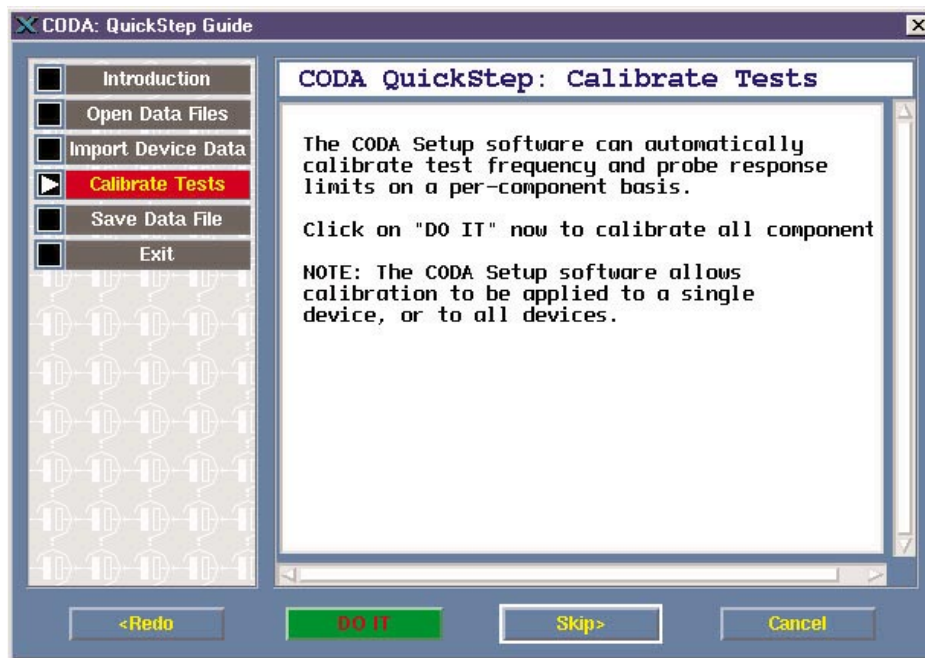 CODA: QuickStep Guide
Introduction
Open Data Files
Import Device Data
Calibrate Tests
Save Data File
Exit
CODA QuickStep: Calibrate Tests
The CODA Setup software can automatically
calibrate test frequency and probe response
limits on a per-component basis.
Click on "DO IT" now to calibrate all component
NOTE: The CODA Setup software allows
calibration to be applied to a single
device, or to all devices.
<Redo
DO IT
Skip>
Cancel